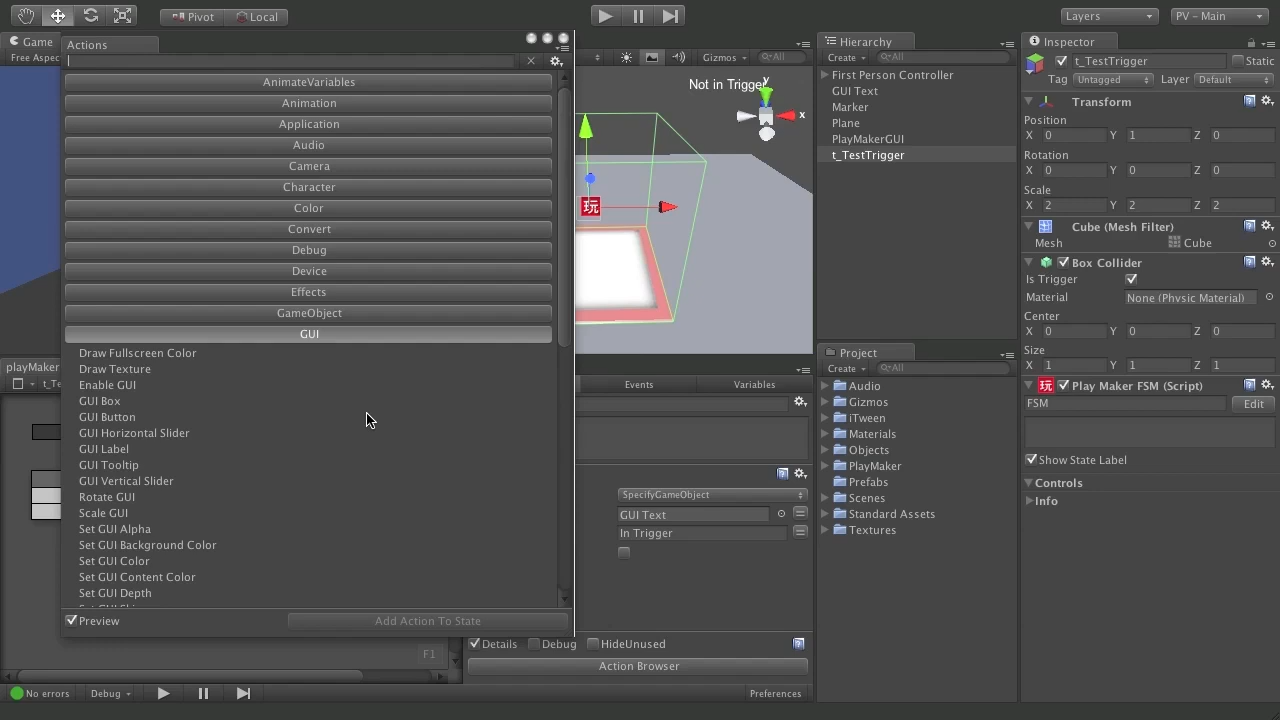 Pivot
Local
Layers
PV - Main
Game
Free Aspec
Actions
AnimateVariables
Animation
Application
Audio
Camera
Character
Color
Convert
Debug
Device
Effects
GameObject
GUI
Draw Fullscreen Color
Draw Texture
Enable GUI
GUI Box
GUI Button
GUI Horizontal Slider
GUI Label
GUI Tooltip
GUI Vertical Slider
Rotate GUI
Scale GUI
Set GUI Alpha
Set GUI Background Color
Set GUI Color
Set GUI Content Color
Set GUI Depth
Preview
Add Action To State
playMaker
F1
No errors
Debug
Gizmos
All
Not in Trigger
y
x
玩
Events
Variables
SpecifyGameObject
GUI Text
In Trigger
Details
Debug
HideUnused
Action Browser
Preferences
Hierarchy
Create
All
First Person Controller
GUI Text
Marker
Plane
PlayMakerGUI
t_TestTrigger
Project
Create
All
Audio
Gizmos
iTween
Materials
Objects
PlayMaker
Prefabs
Scenes
Standard Assets
Textures
Inspector
t_TestTrigger
Static
Tag Untagged Layer Default
Transform
Position
X 0 Y 1 Z 0
Rotation
X 0 Y 0 Z 0
Scale
X 2 Y 2 Z 2
Cube (Mesh Filter)
Mesh Cube
Box Collider
Is Trigger
Material None (Physic Material)
Center
X 0 Y 0 Z 0
Size
X 1 Y 1 Z 1
玩 Play Maker FSM (Script)
FSM Edit
Show State Label
Controls
Info